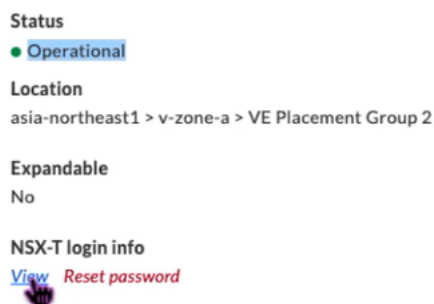 Status
Operational
Location
asia-northeast1 > v-zone-a > VE Placement Group 2
Expandable
No
NSX-T login info
View Reset password